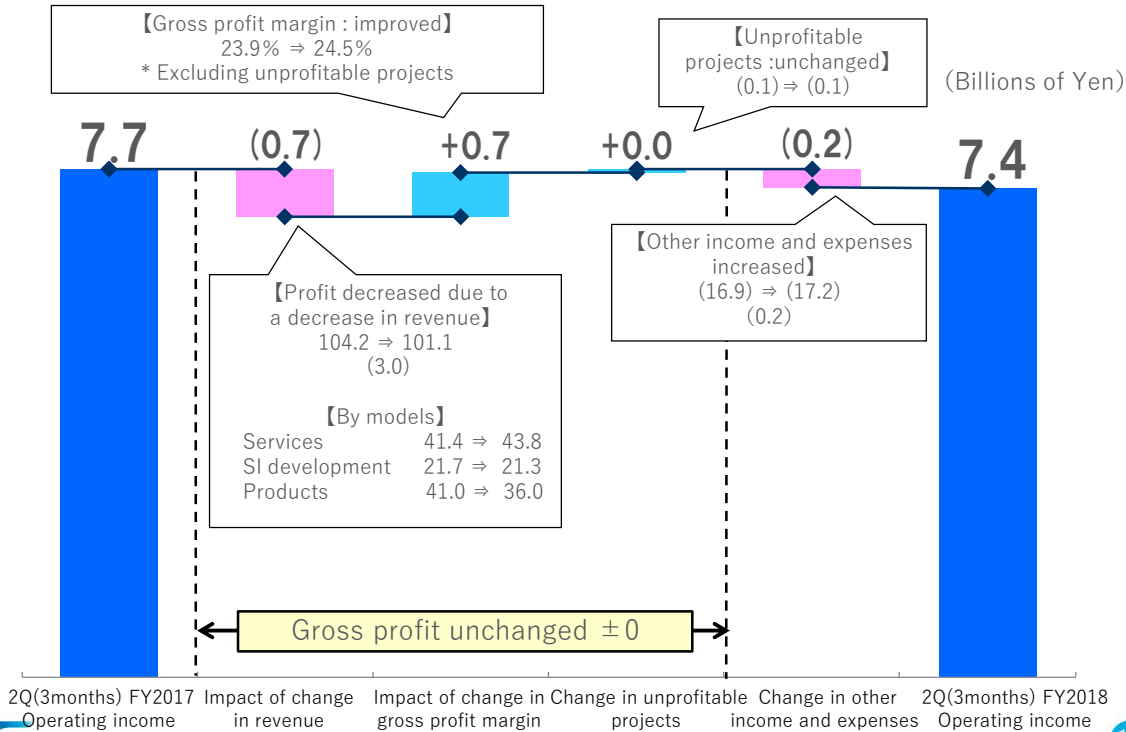 【Gross profit margin : improved】
23.9% ⇒ 24.5%
* Excluding unprofitable projects
【Unprofitable
projects :unchanged】
(0.1)⇒ (0.1)
(Billions of Yen)
7.7
(0.7)
+0.7
+0.0
(0.2)
7.4
【Profit decreased due to
a decrease in revenue】
104.2 ⇒ 101.1
(3.0)
【By models】
Services 41.4 ⇒ 43.8
SI development 21.7 ⇒ 21.3
Products 41.0 ⇒ 36.0
【Other income and expenses
increased】
(16.9) ⇒ (17.2)
(0.2)
Gross profit unchanged ±0
2Q(3months) FY2017
Operating income
Impact of change
in revenue
Impact of change in
gross profit margin
Change in unprofitable
projects
Change in other
income and expenses
2Q(3months) FY2018
Operating income